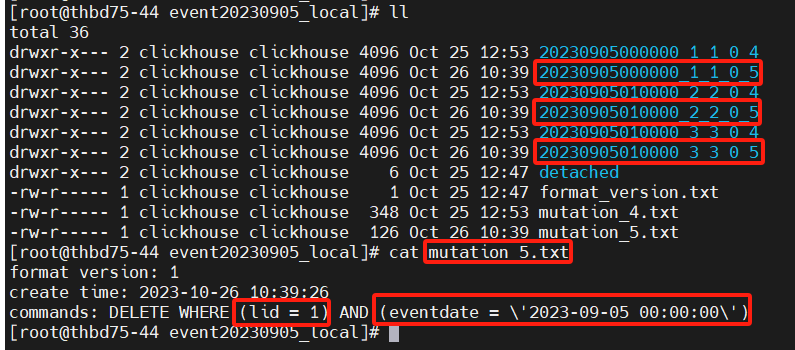 [root@thbd75-44 event20230905_local]# ll
total 36
drwxr-x--- 2 clickhouse clickhouse 4096 Oct 25 12:53 20230905000000_1_1_0_4
drwxr-x--- 2 clickhouse clickhouse 4096 Oct 26 10:39 20230905000000_1_1_0_5
drwxr-x--- 2 clickhouse clickhouse 4096 Oct 25 12:53 20230905010000_2_2_0_4
drwxr-x--- 2 clickhouse clickhouse 4096 Oct 26 10:39 20230905010000_2_2_0_5
drwxr-x--- 2 clickhouse clickhouse 4096 Oct 25 12:53 20230905010000_3_3_0_4
drwxr-x--- 2 clickhouse clickhouse 4096 Oct 26 10:39 20230905010000_3_3_0_5
drwxr-x--- 2 clickhouse clickhouse    6 Oct 25 12:47 detached
-rw-r----- 1 clickhouse clickhouse    1 Oct 25 12:47 format_version.txt
-rw-r----- 1 clickhouse clickhouse  348 Oct 25 12:53 mutation_4.txt
-rw-r----- 1 clickhouse clickhouse  126 Oct 26 10:39 mutation_5.txt
[root@thbd75-44 event20230905_local]# cat mutation_5.txt
format version: 1
create time: 2023-10-26 10:39:26
commands: DELETE WHERE (lid = 1) AND (eventdate = \'2023-09-05 00:00:00\')
[root@thbd75-44 event20230905_local]#